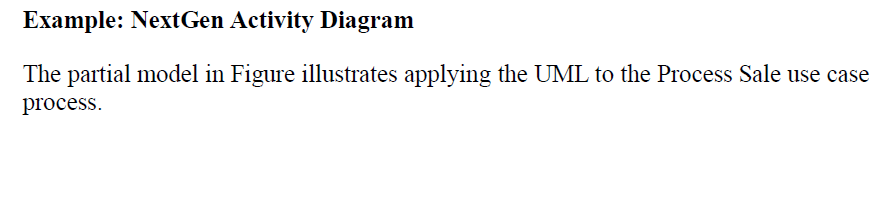 Example: NextGen Activity Diagram
The partial model in Figure illustrates applying the UML to the Process Sale use case
process.